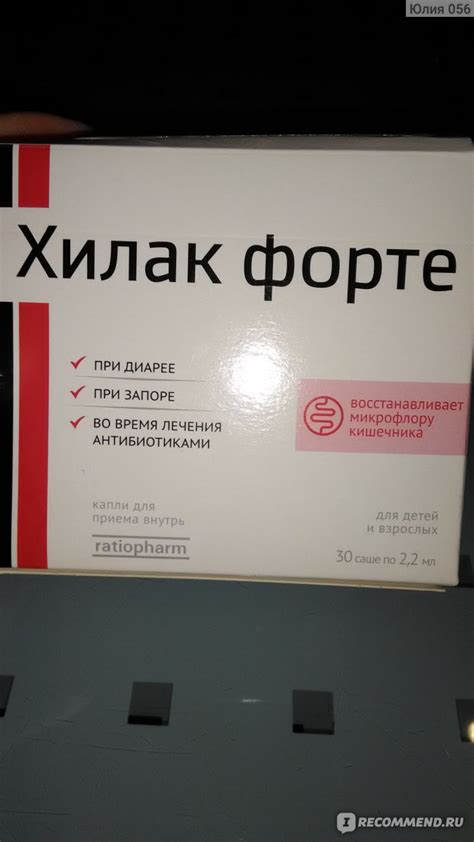 Юлия 056
Хилак форте
ПРИ ДИАРЕЕ
ПРИ ЗАПОРЕ
ВО ВРЕМЯ ЛЕЧЕНИЯ
АНТИБИОТИКАМИ
восстанавливает
микрофлору
кишечника
капли для
приема внутрь
ratiopharm
для детей
и взрослых
30 саше по 2,2 мл
I RECOMMEND.RU